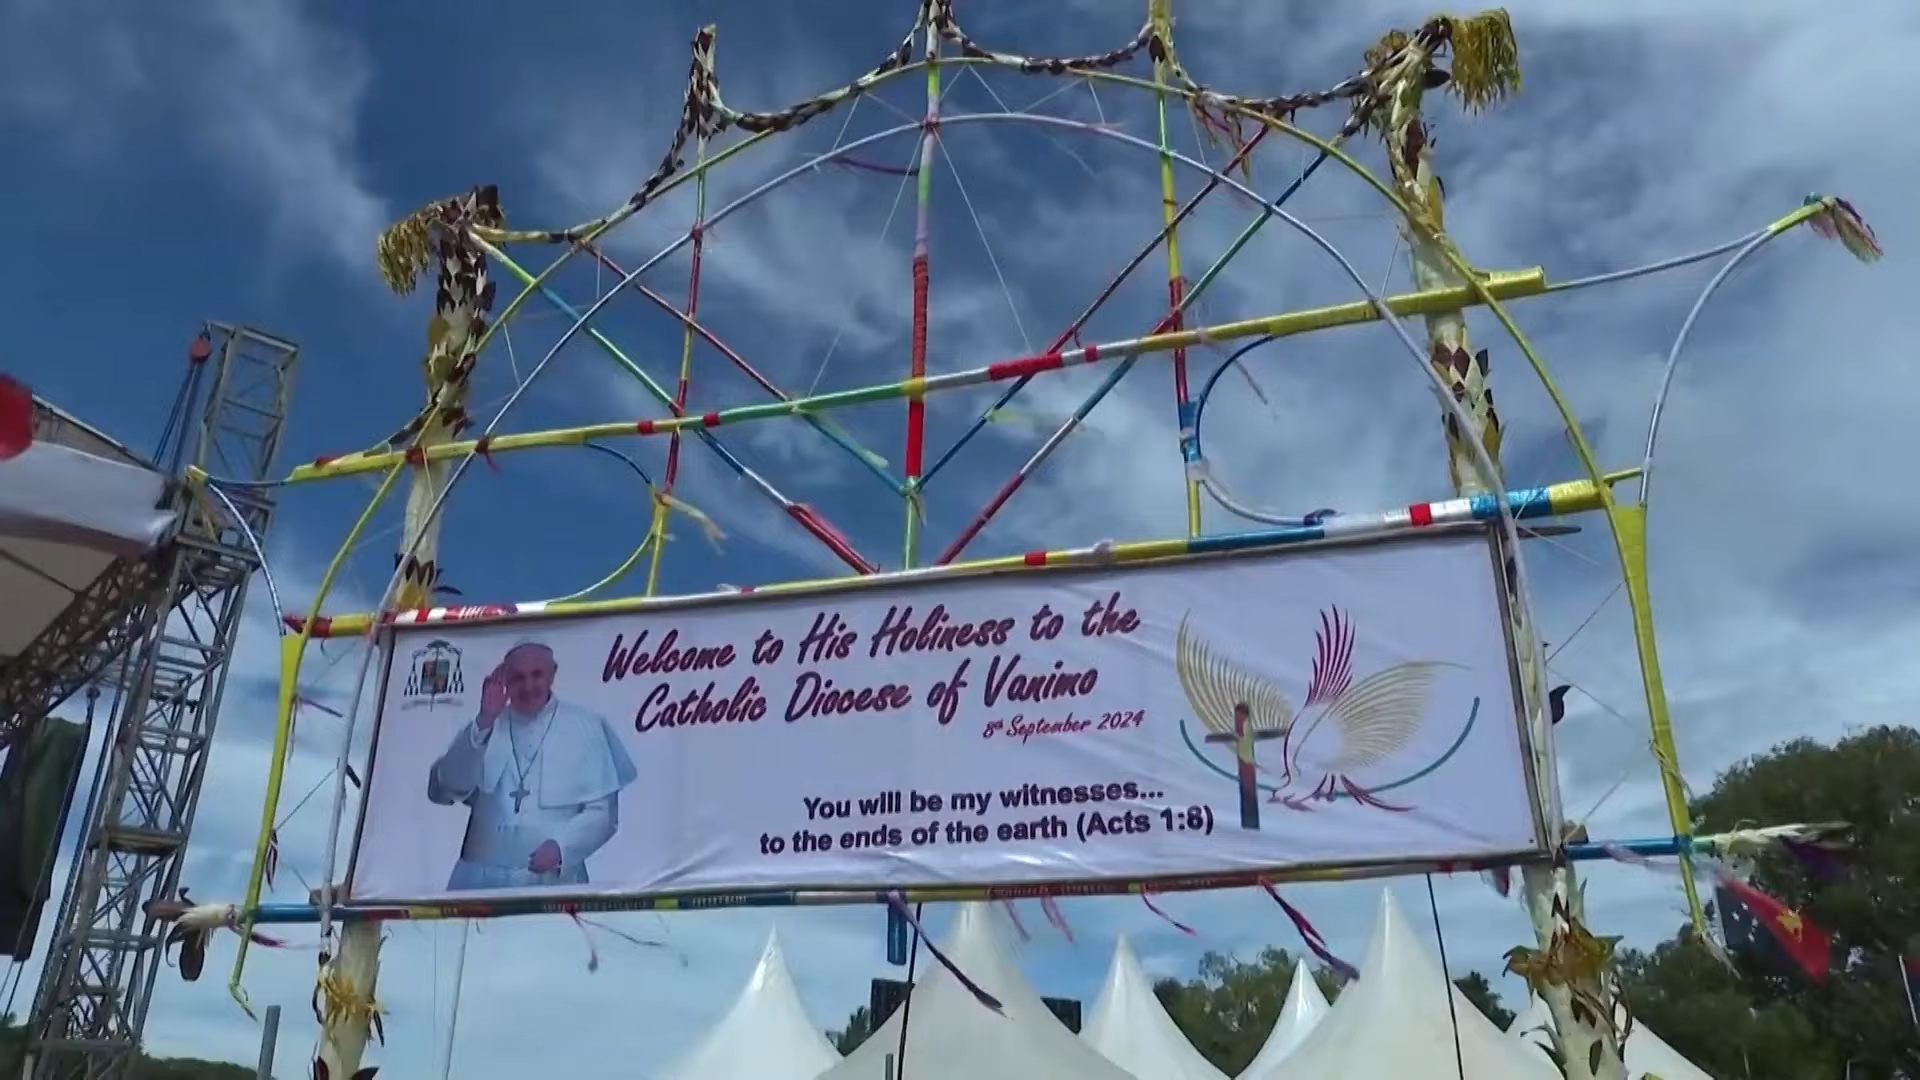 Welcome to His Holiness to the
Catholic Diocese of Vanimo
8th September 2024
You will be my witnesses...
to the ends of the earth (Acts 1:8)